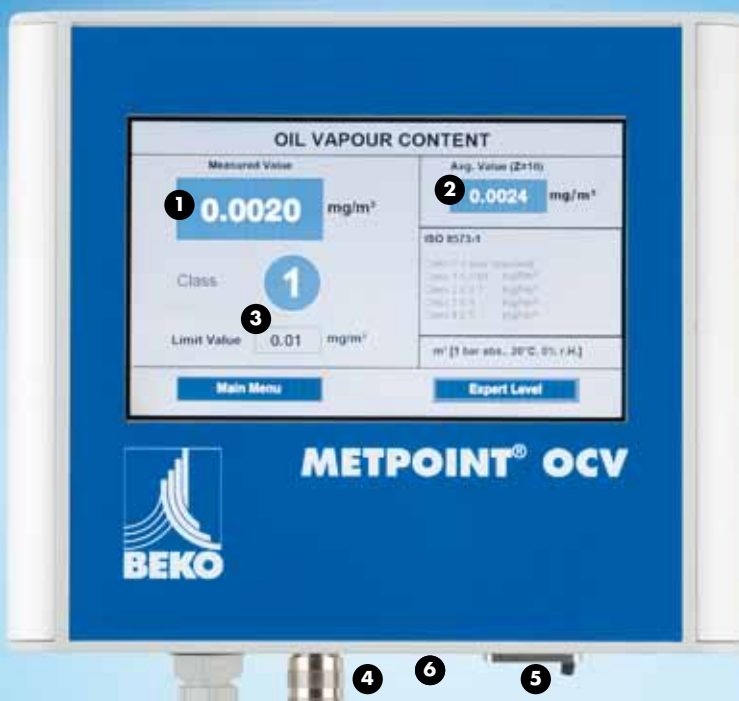 OIL VAPOUR CONTENT
Measured Value
1
0.0020 mg/m³
Class 1
3
Limit Value 0.01 mg/m³
Main Menu
Avg. Value (Z=10)
2
0.0024 mg/m³
ISO 8573-1
m³ [1 bar abs., 20°C, 0% r.H.]
Expert Level
METPOINT® OCV
BEKO
4
6
5